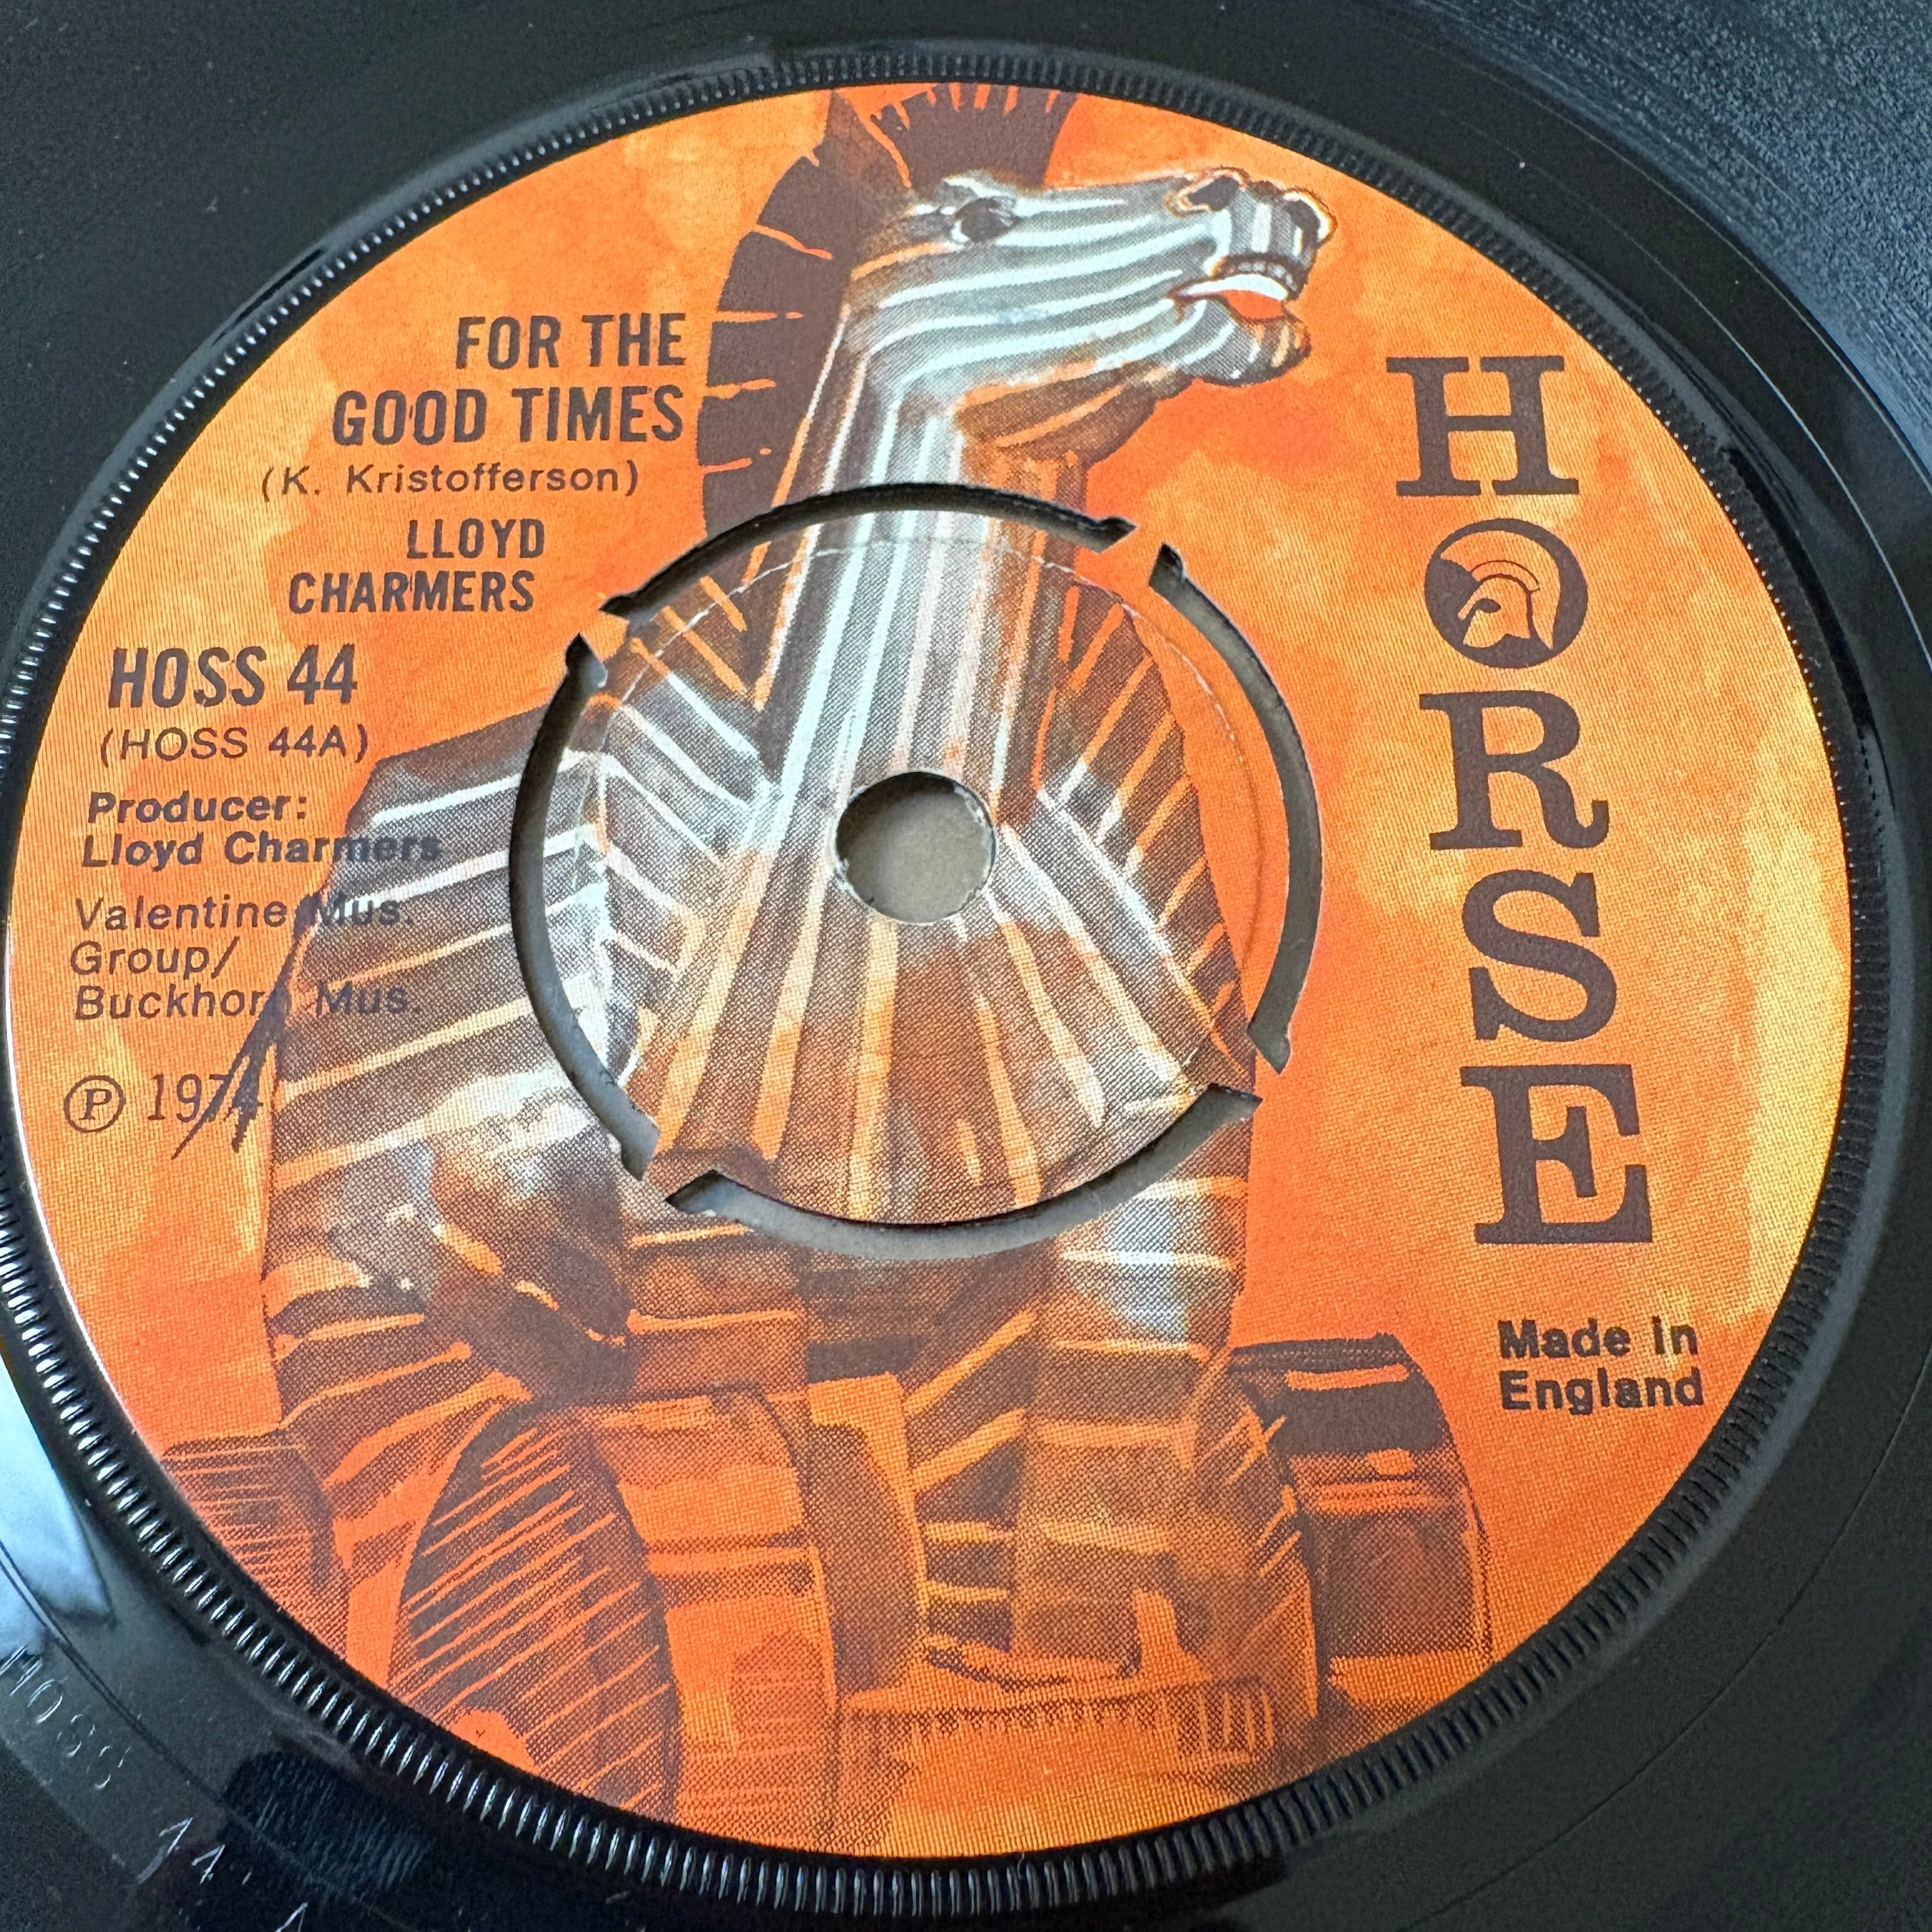 FOR THE
GOOD TIMES
(K. Kristofferson)
LLOYD
CHARMERS
HOSS 44
(HOSS 44A)
Producer:
Lloyd Charmers
Valentine Mus.
Group/
Buckhorn Mus.
Ⓟ 1974
HORSE
Made in
England
HOSS 44 A